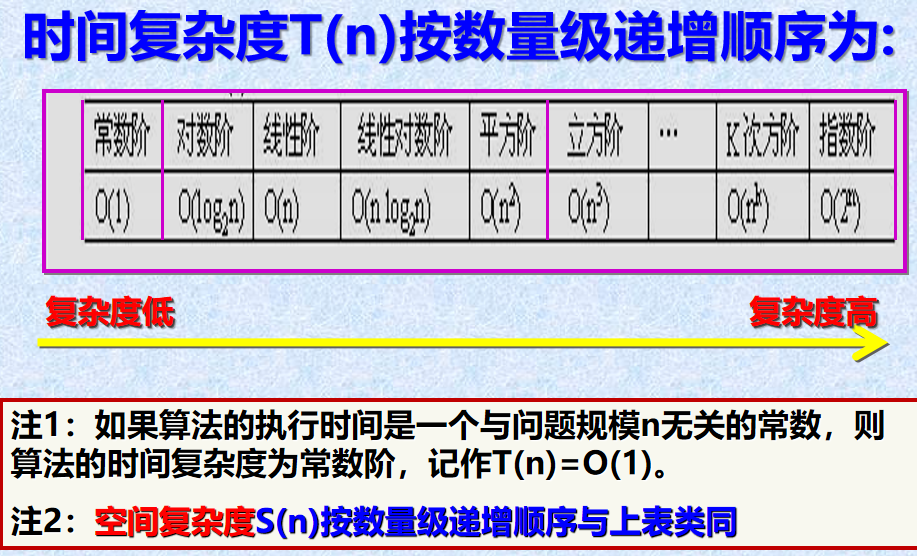 时间复杂度T(n)按数量级递增顺序为:
常数阶 对数阶 线性阶 线性对数阶 平方阶 立方阶 … K次方阶 指数阶
O(1) O(log₂n) O(n) O(n log₂n) O(n²) O(n³) O(nᵏ) O(2ⁿ)
复杂度低 复杂度高
注1：如果算法的执行时间是一个与问题规模n无关的常数，则
算法的时间复杂度为常数阶，记作T(n)=O(1)。
注2：空间复杂度S(n)按数量级递增顺序与上表类同